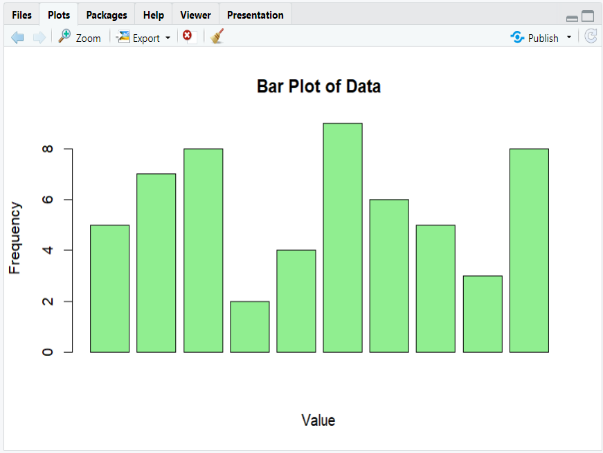 Files Plots Packages Help Viewer Presentation
Zoom Export Publish
Bar Plot of Data
Frequency
8
6
4
2
0
Value